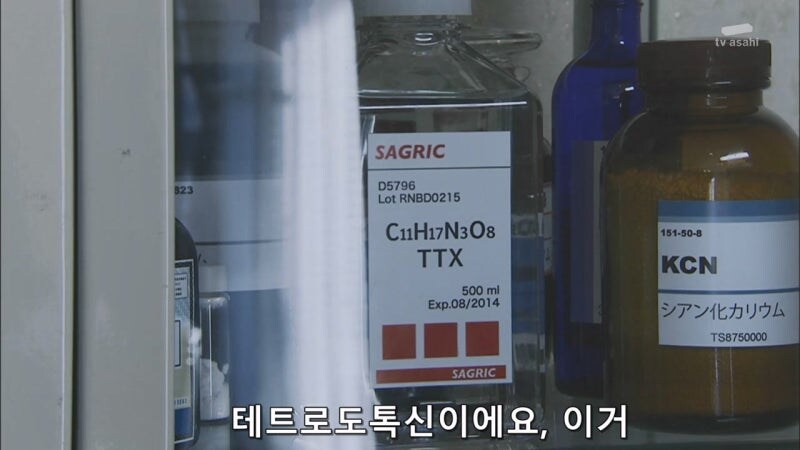 tv asahi
823
SAGRIC
D5796
Lot RNBD0215
C₁₁H₁₇N₃O₈
TTX
500 ml
Exp.08/2014
SAGRIC
151-50-8
KCN
シアン化カリウム
TS8750000
테트로도톡신이에요, 이거